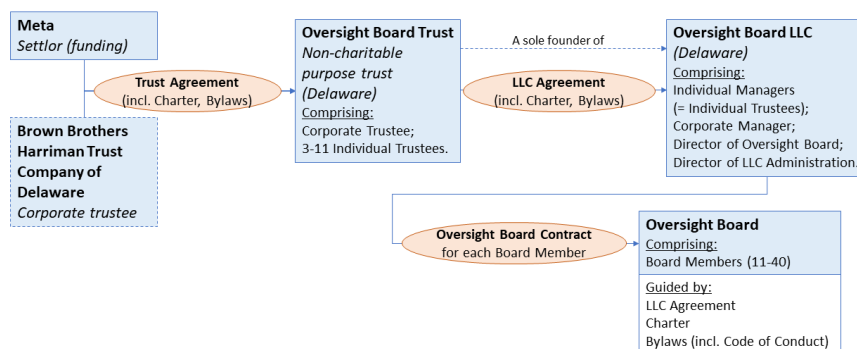 Meta
Settlor (funding)
Brown Brothers
Harriman Trust
Company of
Delaware
Corporate trustee
Trust Agreement
(incl. Charter, Bylaws)
Oversight Board Trust
Non-charitable
purpose trust
(Delaware)
Comprising:
Corporate Trustee;
3-11 Individual Trustees.
A sole founder of
LLC Agreement
(incl. Charter, Bylaws)
Oversight Board LLC
(Delaware)
Comprising:
Individual Managers
(= Individual Trustees);
Corporate Manager;
Director of Oversight Board;
Director of LLC Administration.
Oversight Board Contract
for each Board Member
Oversight Board
Comprising:
Board Members (11-40)
Guided by:
LLC Agreement
Charter
Bylaws (incl. Code of Conduct)